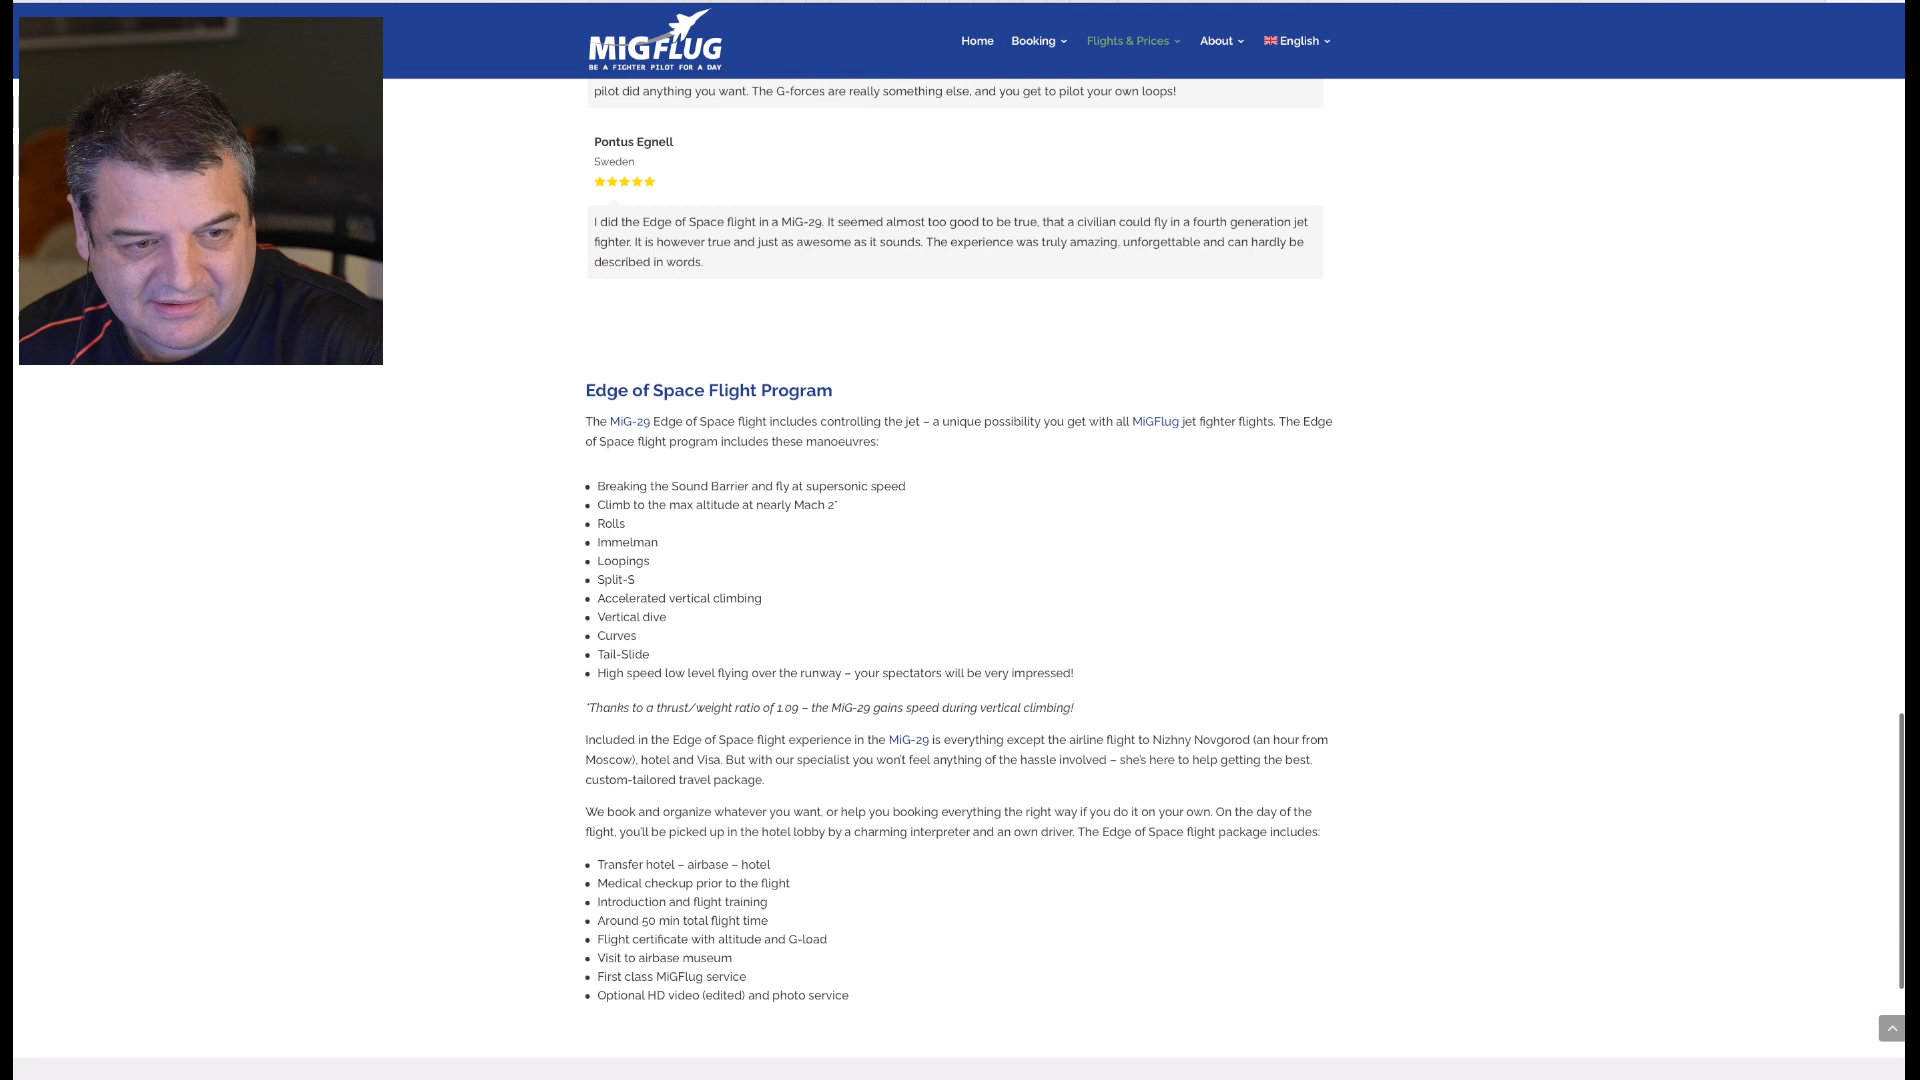 MIGFLUG
BE A FIGHTER PILOT FOR A DAY
Home Booking Flights & Prices About English
pilot did anything you want. The G-forces are really something else, and you get to pilot your own loops!
Pontus Egnell
Sweden
I did the Edge of Space flight in a MiG-29. It seemed almost too good to be true, that a civilian could fly in a fourth generation jet
fighter. It is however true and just as awesome as it sounds. The experience was truly amazing, unforgettable and can hardly be
described in words.
Edge of Space Flight Program
The MiG-29 Edge of Space flight includes controlling the jet – a unique possibility you get with all MiGFlug jet fighter flights. The Edge
of Space flight program includes these manoeuvres:
• Breaking the Sound Barrier and fly at supersonic speed
• Climb to the max altitude at nearly Mach 2*
• Rolls
• Immelman
• Loopings
• Split-S
• Accelerated vertical climbing
• Vertical dive
• Curves
• Tail-Slide
• High speed low level flying over the runway – your spectators will be very impressed!
*Thanks to a thrust/weight ratio of 1.09 – the MiG-29 gains speed during vertical climbing!
Included in the Edge of Space flight experience in the MiG-29 is everything except the airline flight to Nizhny Novgorod (an hour from
Moscow), hotel and Visa. But with our specialist you won't feel anything of the hassle involved – she's here to help getting the best,
custom-tailored travel package.
We book and organize whatever you want, or help you booking everything the right way if you do it on your own. On the day of the
flight, you'll be picked up in the hotel lobby by a charming interpreter and an own driver. The Edge of Space flight package includes:
• Transfer hotel – airbase – hotel
• Medical checkup prior to the flight
• Introduction and flight training
• Around 50 min total flight time
• Flight certificate with altitude and G-load
• Visit to airbase museum
• First class MiGFlug service
• Optional HD video (edited) and photo service